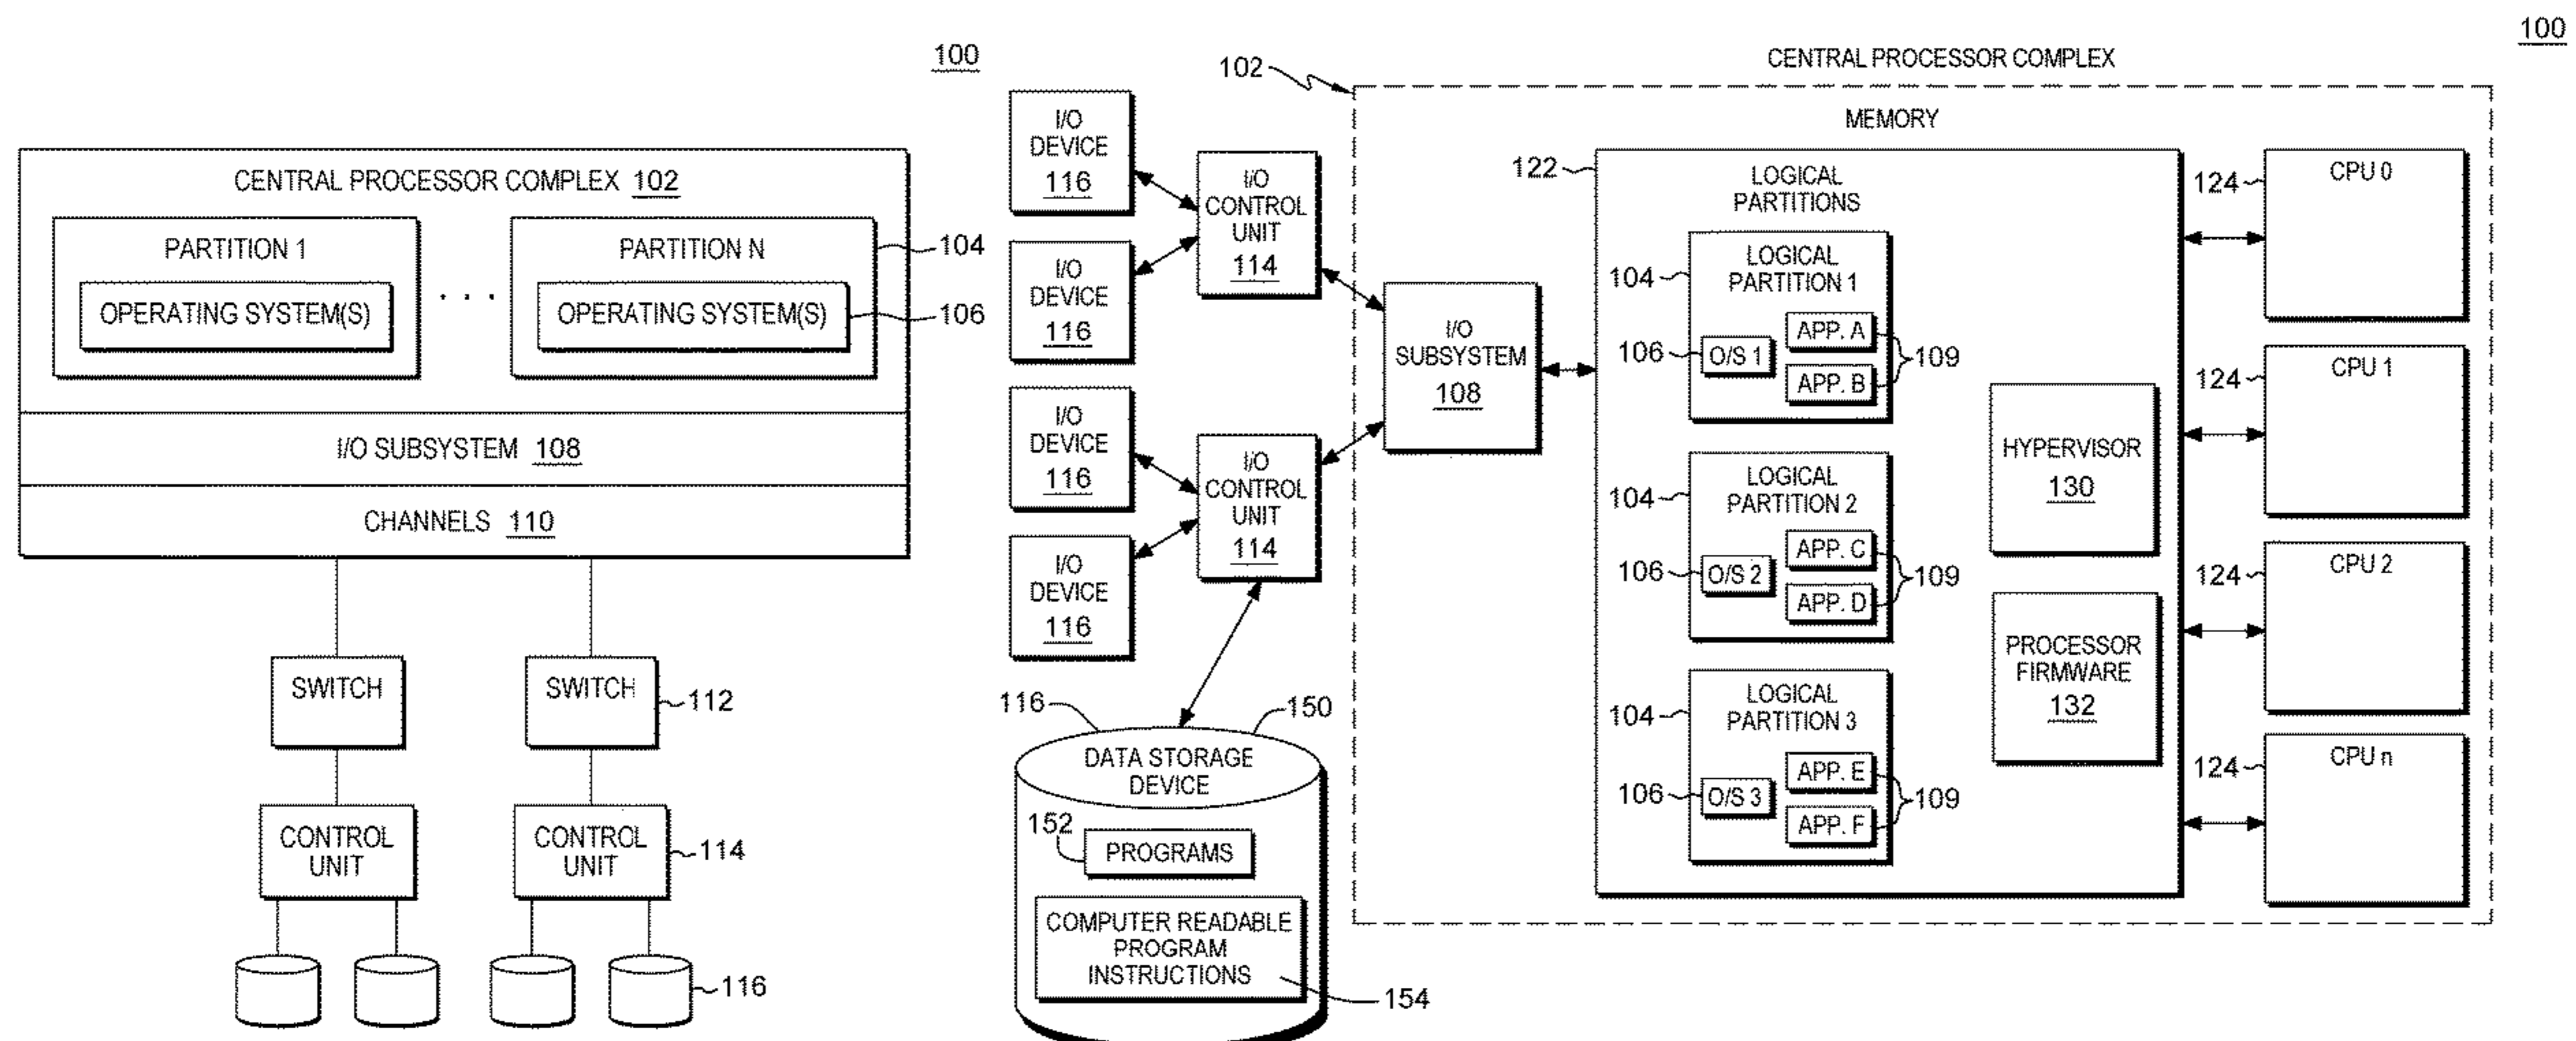 100
CENTRAL PROCESSOR COMPLEX 102
PARTITION 1
OPERATING SYSTEM(S)
. . .
PARTITION N
OPERATING SYSTEM(S)
104
106
I/O SUBSYSTEM 108
CHANNELS 110
SWITCH
SWITCH
112
CONTROL
UNIT
CONTROL
UNIT
114
116
100
CENTRAL PROCESSOR COMPLEX
102
I/O
DEVICE
116
I/O
DEVICE
116
I/O
DEVICE
116
I/O
DEVICE
116
I/O
CONTROL
UNIT
114
I/O
CONTROL
UNIT
114
116
150
DATA STORAGE
DEVICE
152
PROGRAMS
COMPUTER READABLE
PROGRAM
INSTRUCTIONS
154
I/O
SUBSYSTEM
108
MEMORY
122
LOGICAL
PARTITIONS
104
LOGICAL
PARTITION 1
106
O/S 1
APP. A
APP. B
109
104
LOGICAL
PARTITION 2
106
O/S 2
APP. C
APP. D
109
104
LOGICAL
PARTITION 3
106
O/S 3
APP. E
APP. F
109
HYPERVISOR
130
PROCESSOR
FIRMWARE
132
124
CPU 0
124
CPU 1
124
CPU 2
124
CPU n